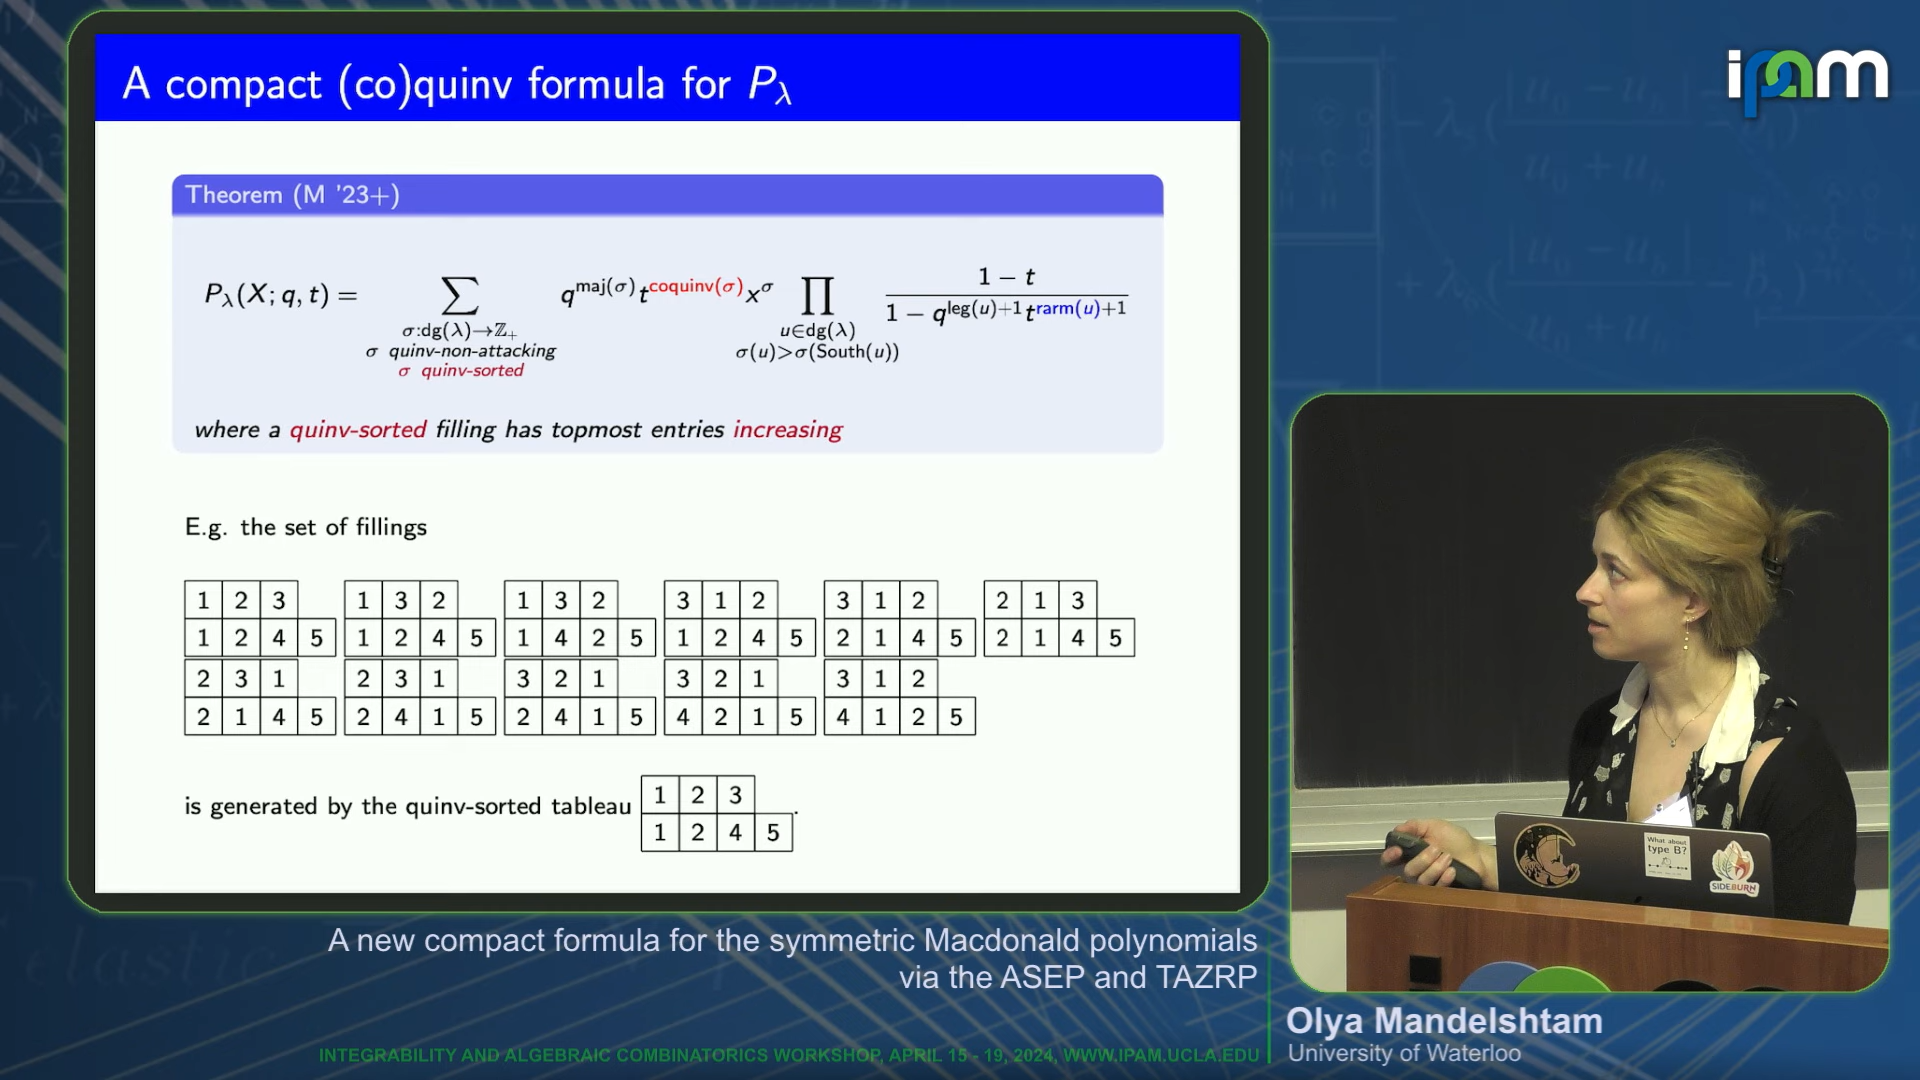 A compact (co)quinv formula for Pλ
ipam
Theorem (M '23+)
Pλ(X; q, t) = ∑ q^maj(σ) t^coquinv(σ) x^σ ∏ (1 − t) / (1 − q^leg(u)+1 t^rarm(u)+1)
σ:dg(λ)→ℤ+ u∈dg(λ)
σ quinv-non-attacking σ(u)>σ(South(u))
σ quinv-sorted
where a quinv-sorted filling has topmost entries increasing
E.g. the set of fillings
1 2 3 1 3 2 1 3 2 3 1 2 3 1 2 2 1 3
1 2 4 5 1 2 4 5 1 4 2 5 1 2 4 5 2 1 4 5 2 1 4 5
2 3 1 2 3 1 3 2 1 3 2 1 3 1 2
2 1 4 5 2 4 1 5 2 4 1 5 4 2 1 5 4 1 2 5
1 2 3
is generated by the quinv-sorted tableau .
1 2 4 5
What about
type B?
SIDEBURN
A new compact formula for the symmetric Macdonald polynomials
via the ASEP and TAZRP
Olya Mandelshtam
University of Waterloo
INTEGRABILITY AND ALGEBRAIC COMBINATORICS WORKSHOP, APRIL 15 - 19, 2024, WWW.IPAM.UCLA.EDU